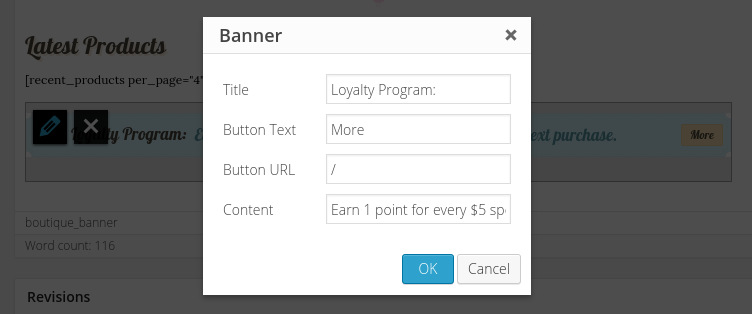 Latest Products
[recent_products per_page="4"
Banner
Title
Loyalty Program:
Button Text
More
Button URL
/
Content
Earn 1 point for every $5 sp
OK
Cancel
Program:
ext purchase.
More
boutique_banner
Word count: 116
Revisions